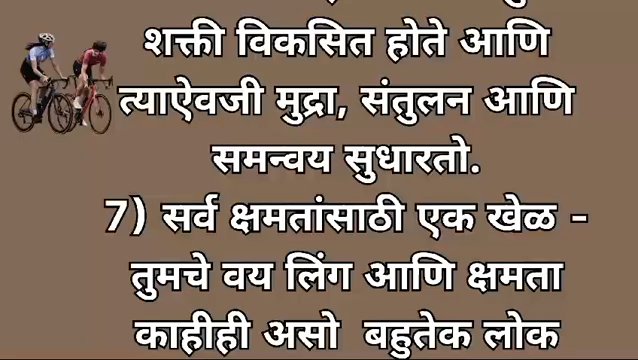 शक्ती विकसित होते आणि
त्याऐवजी मुद्रा, संतुलन आणि
समन्वय सुधारतो.
7) सर्व क्षमतांसाठी एक खेळ -
तुमचे वय लिंग आणि क्षमता
काहीही असो बहुतेक लोक